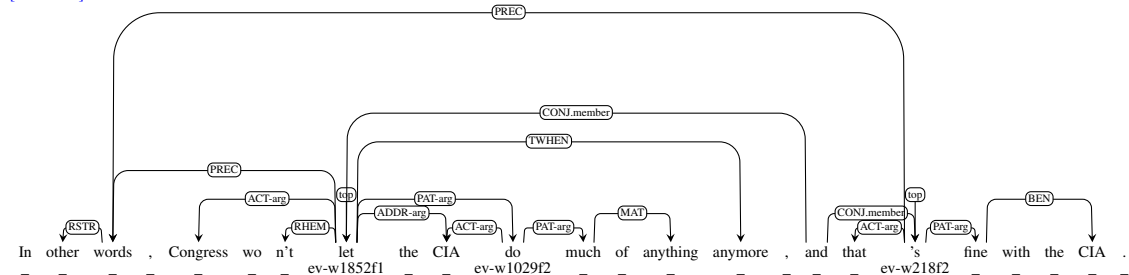 PREC
CONJ.member
TWHEN
PREC
top top
ACT-arg PAT-arg BEN
ADDR-arg MAT CONJ.member
RSTR RHEM ACT-arg PAT-arg ACT-arg PAT-arg
In other words , Congress wo n't let the CIA do much of anything anymore , and that 's fine with the CIA .
_ _ _ _ _ _ _ ev-w1852f1 _ _ ev-w1029f2 _ _ _ _ _ _ _ ev-w218f2 _ _ _ _ _